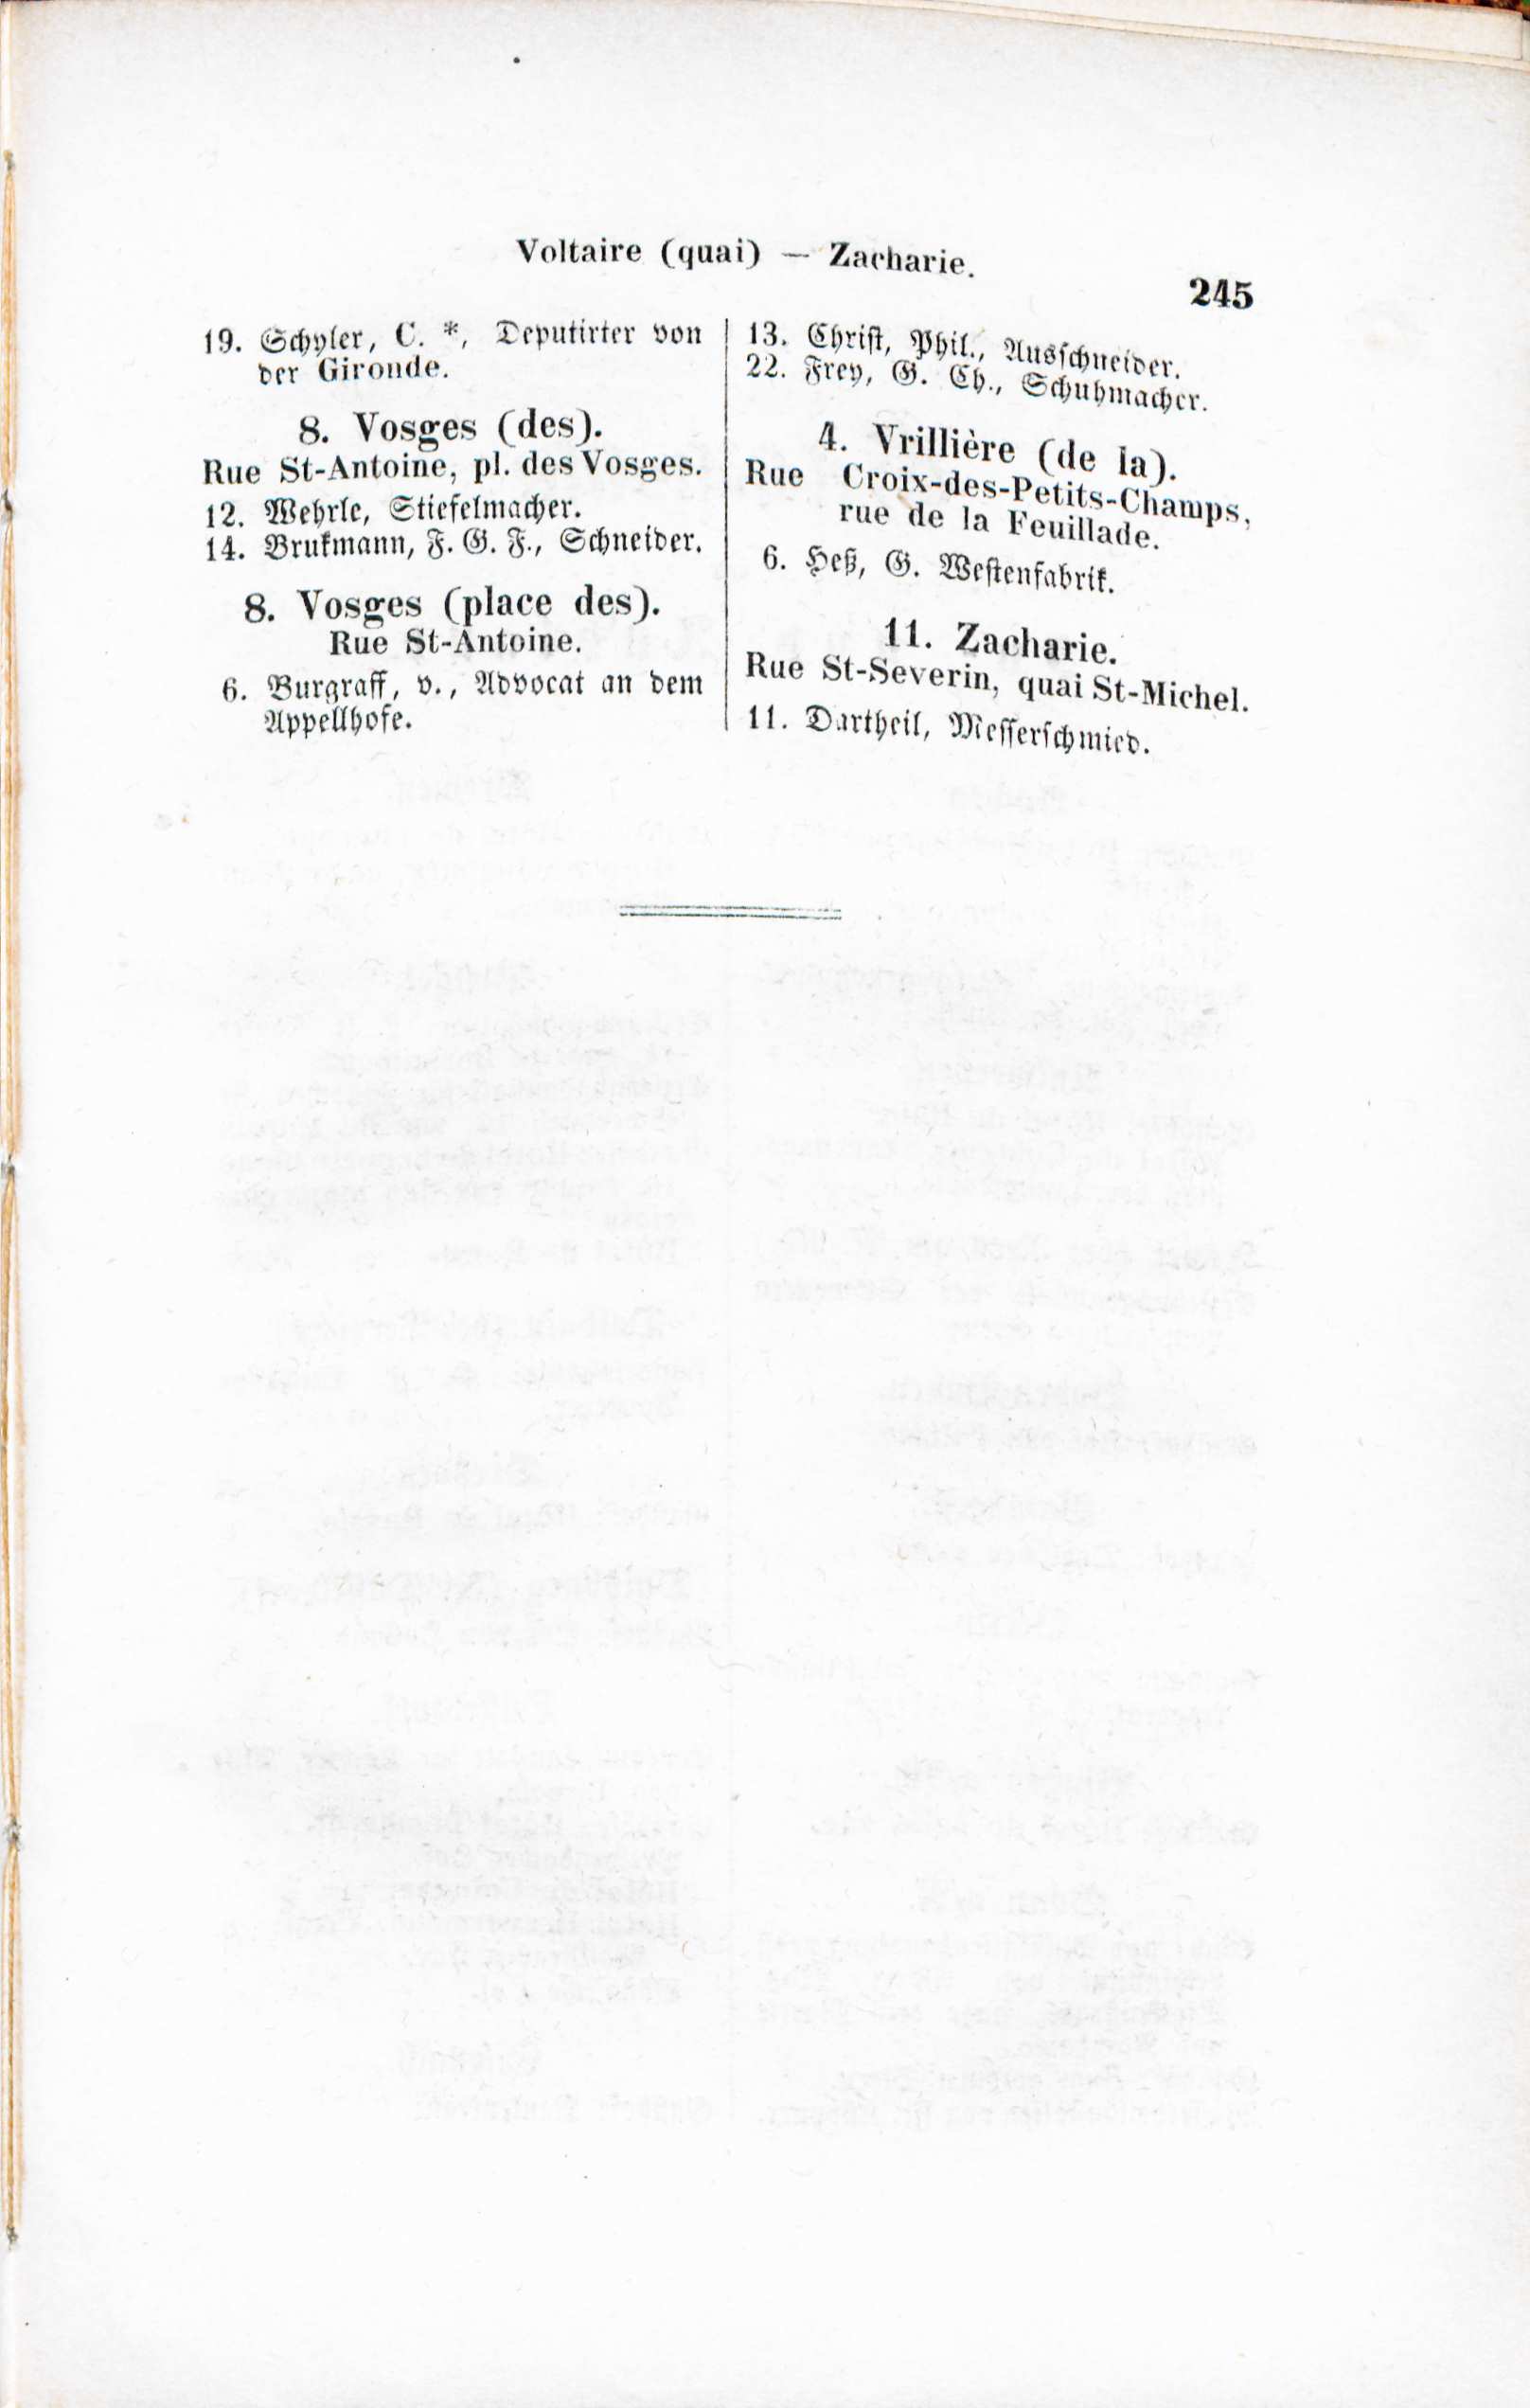 Voltaire (quai) — Zacharie.
245
19. Schyler, C. *, Deputirter von
der Gironde.
8. Vosges (des).
Rue St-Antoine, pl. des Vosges.
12. Wehrle, Stiefelmacher.
14. Brukmann, F. G. F., Schneider.
8. Vosges (place des).
Rue St-Antoine.
6. Burgraff, v., Advocat an dem
Appellhofe.
13. Christ, Phil., Ausschneider.
22. Frey, G. Ch., Schuhmacher.
4. Vrillière (de la).
Rue Croix-des-Petits-Champs,
rue de la Feuillade.
6. Heß, G. Westenfabrik.
11. Zacharie.
Rue St-Severin, quai St-Michel.
11. Dartheil, Messerschmied.